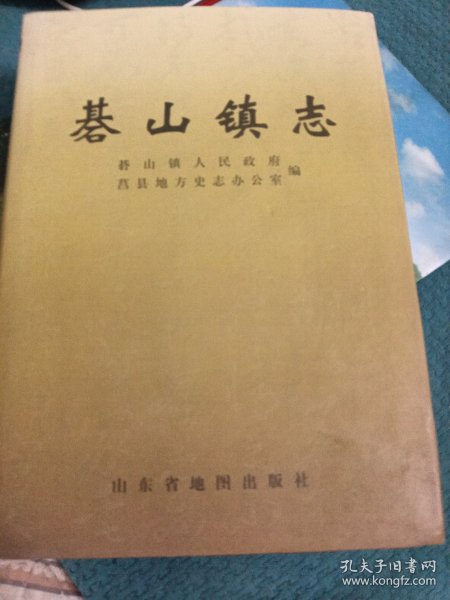 碁山镇志
碁山镇人民政府
莒县地方史志办公室
编
山东省地图出版社
孔夫子旧书网
www.kongfz.com